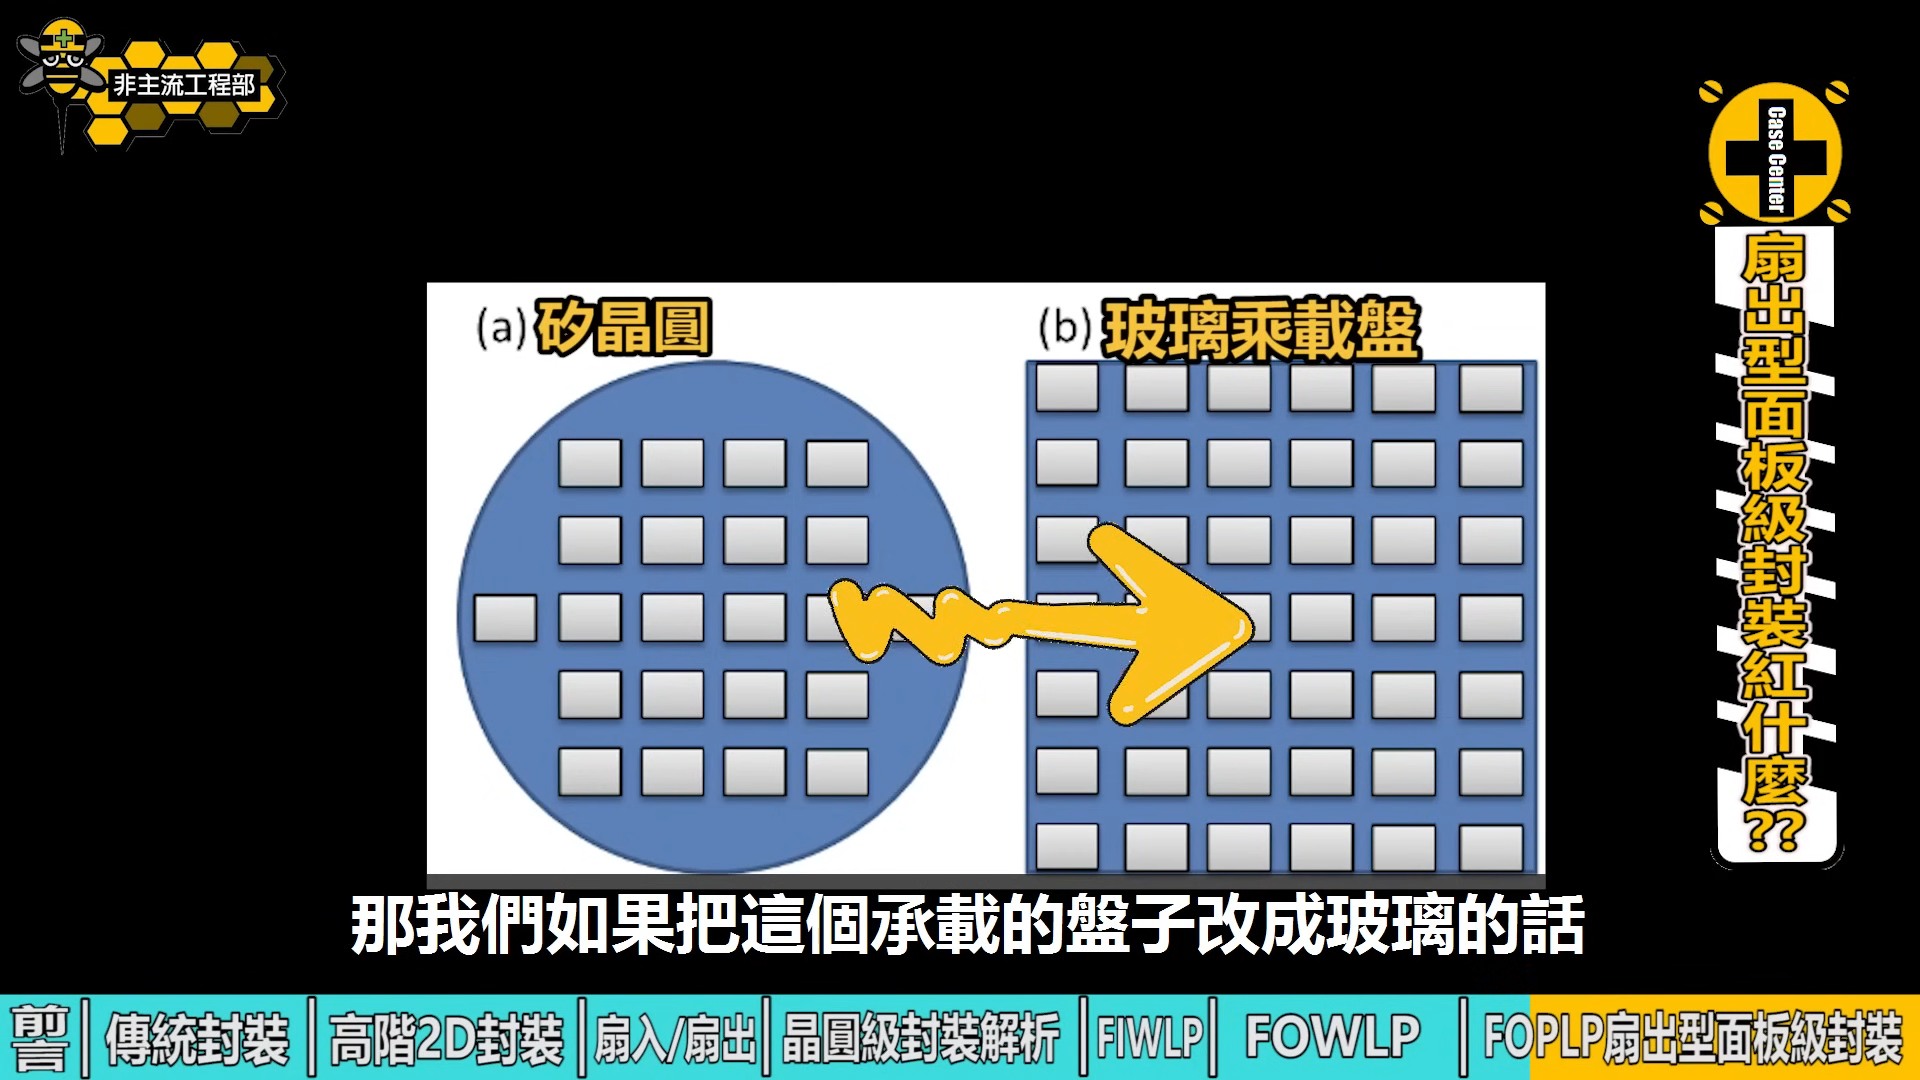 非主流工程部
Case Center
扇出型面板級封裝紅什麼??
(a) 矽晶圓
(b) 玻璃乘載盤
那我們如果把這個承載的盤子改成玻璃的話
前言
傳統封裝
高階2D封裝
扇入/扇出
晶圓級封裝解析
FIWLP
FOWLP
FOPLP扇出型面板級封裝